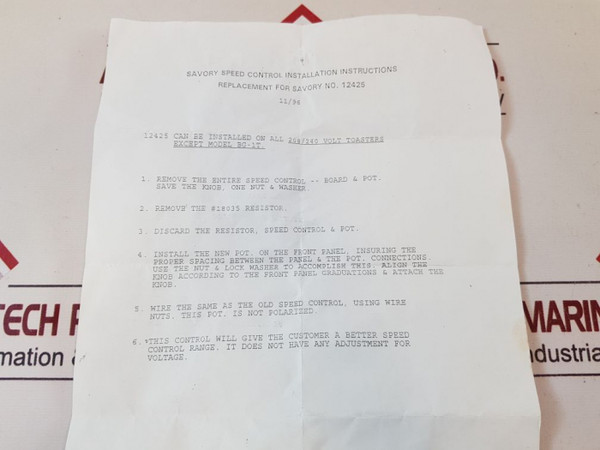 SAVORY SPEED CONTROL INSTALLATION INSTRUCTIONS
REPLACEMENT FOR SAVORY NO. 12425
11/96
12425 CAN BE INSTALLED ON ALL 208/240 VOLT TOASTERS
EXCEPT MODEL BG-1T.
1. REMOVE THE ENTIRE SPEED CONTROL -- BOARD & POT.
SAVE THE KNOB, ONE NUT & WASHER.
2. REMOVE THE #18035 RESISTOR.
3. DISCARD THE RESISTOR, SPEED CONTROL & POT.
4. INSTALL THE NEW POT. ON THE FRONT PANEL, INSURING THE
PROPER SPACING BETWEEN THE PANEL & THE POT. CONNECTIONS.
USE THE NUT & LOCK WASHER TO ACCOMPLISH THIS. ALIGN THE
KNOB ACCORDING TO THE FRONT PANEL GRADUATIONS & ATTACH THE
KNOB.
5. WIRE THE SAME AS THE OLD SPEED CONTROL, USING WIRE
NUTS. THIS POT. IS NOT POLARIZED.
6. THIS CONTROL WILL GIVE THE CUSTOMER A BETTER SPEED
CONTROL RANGE. IT DOES NOT HAVE ANY ADJUSTMENT FOR
VOLTAGE.
TECH
MARIN
mation &
ndustrial